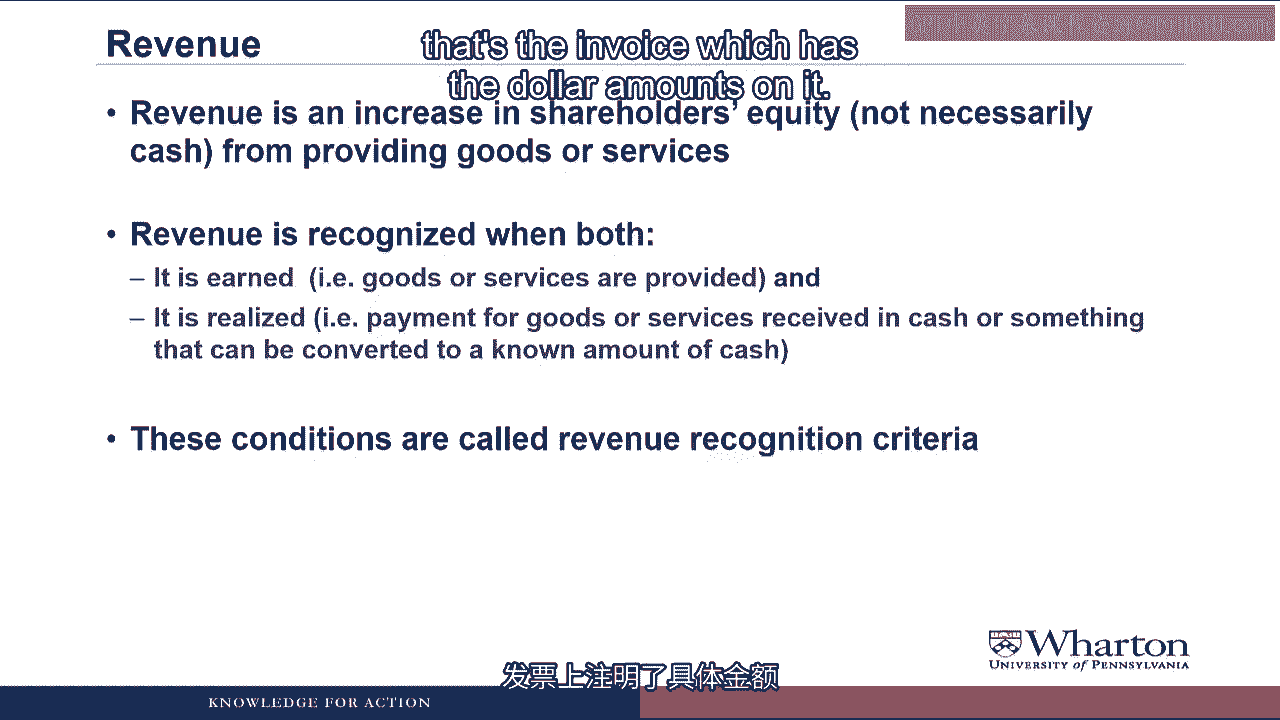 Revenue
that's the invoice which has
the dollar amounts on it.
• Revenue is an increase in shareholders' equity (not necessarily
cash) from providing goods or services
• Revenue is recognized when both:
– It is earned (i.e. goods or services are provided) and
– It is realized (i.e. payment for goods or services received in cash or something
that can be converted to a known amount of cash)
• These conditions are called revenue recognition criteria
Wharton
UNIVERSITY of PENNSYLVANIA
发票上注明了具体金额
KNOWLEDGE FOR ACTION